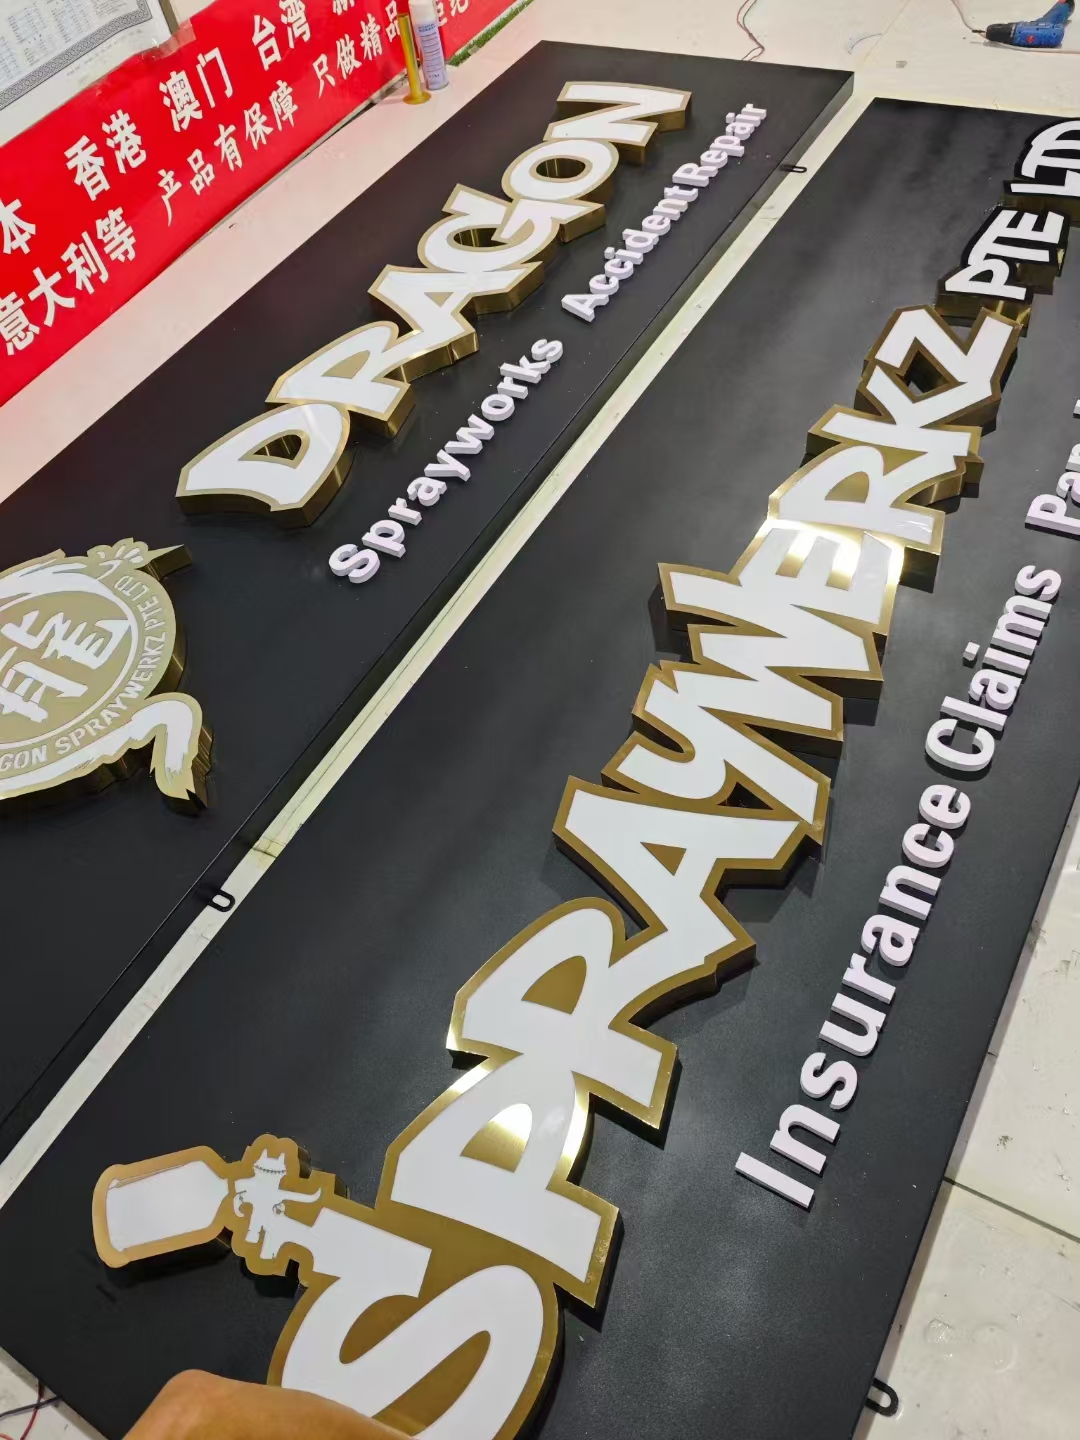 本 香港 澳门 台湾
意大利等 产品有保障 只做精品
DRAGON
Sprayworks Accident Repair
龍
GON SPRAYWERKZ PTE LTD
SPRAYWERKZ PTE LTD
Insurance Claims